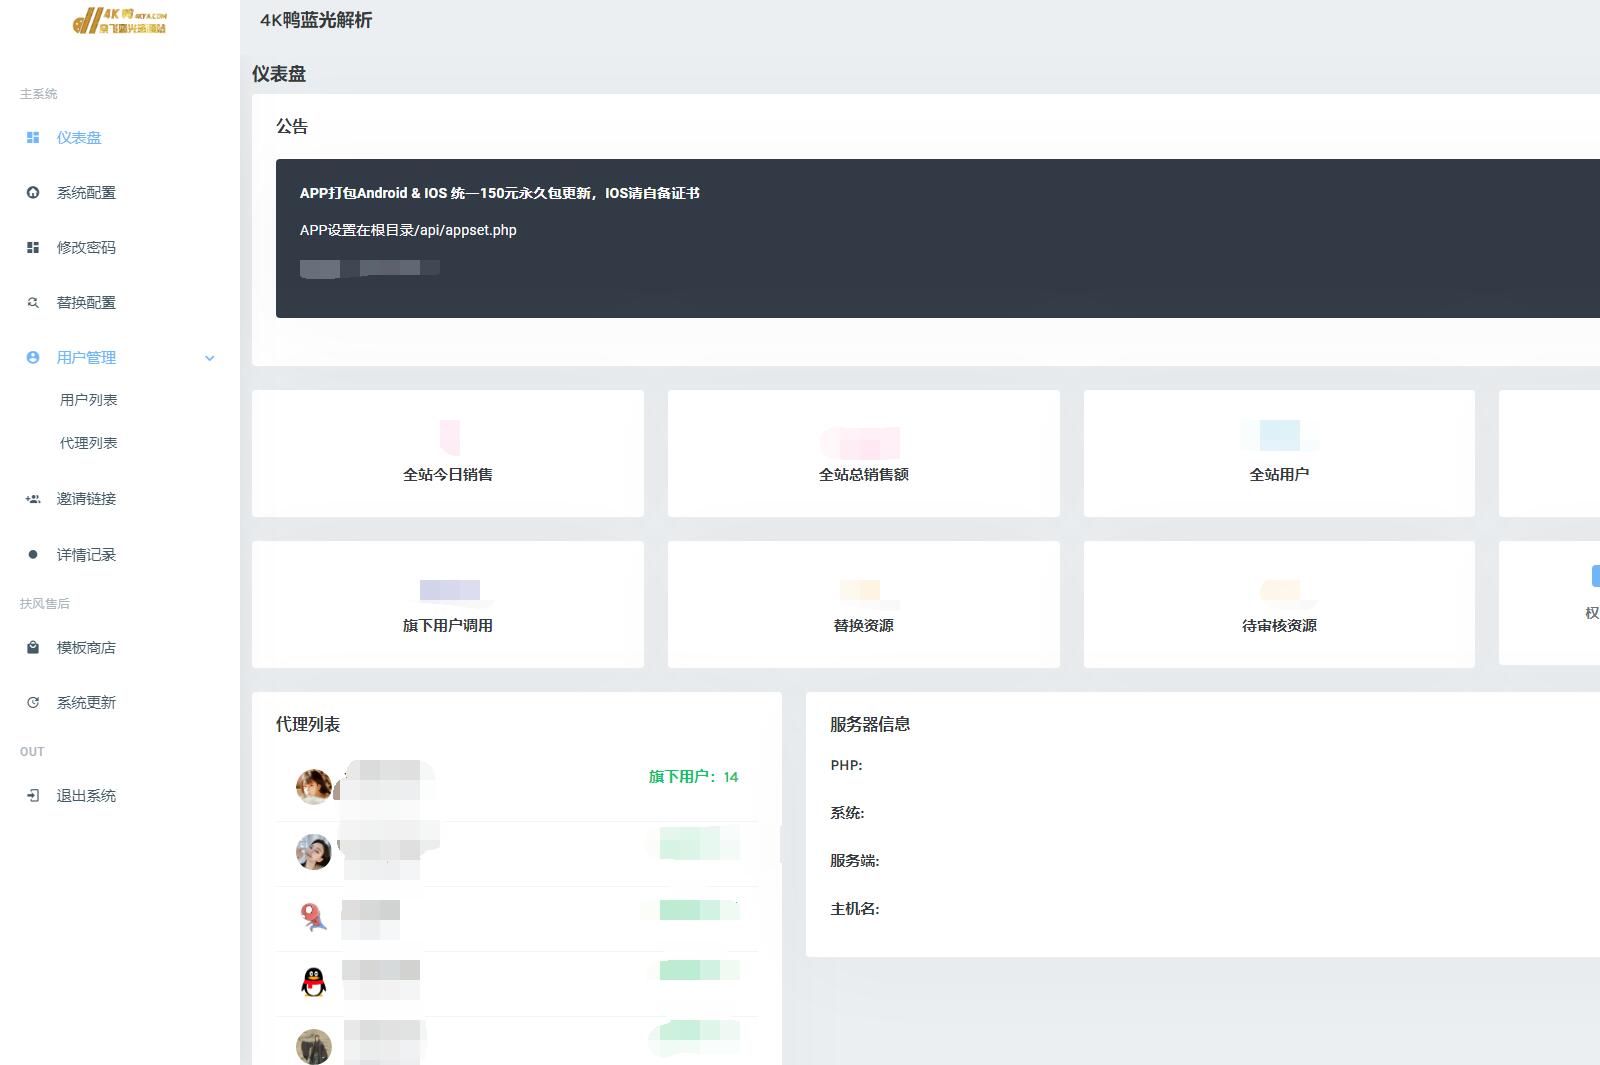 4K鸭 4KYA.COM
4K鸭蓝光解析
主系统
仪表盘
系统配置
修改密码
替换配置
用户管理
用户列表
代理列表
邀请链接
详情记录
扶风售后
模板商店
系统更新
OUT
退出系统
仪表盘
公告
APP打包Android & IOS 统一150元永久包更新，IOS请自备证书
APP设置在根目录/api/appset.php
全站今日销售
全站总销售额
全站用户
旗下用户调用
替换资源
待审核资源
权
代理列表
旗下用户：14
服务器信息
PHP:
系统:
服务端:
主机名: